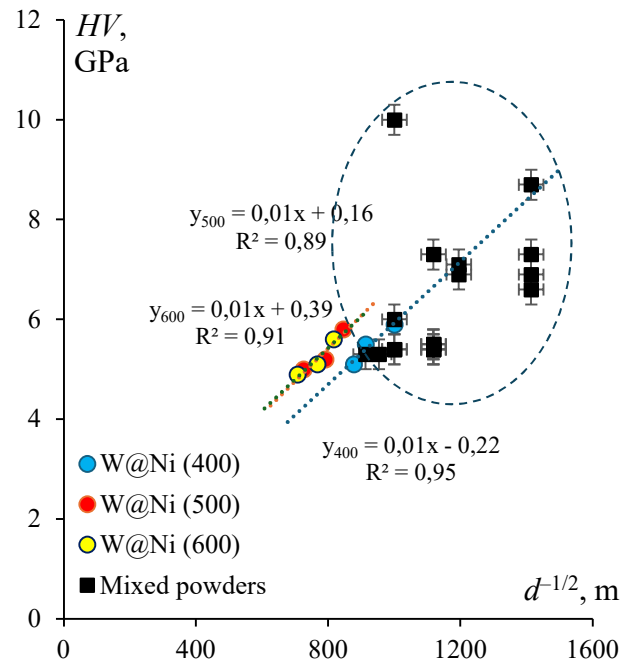 HV,
GPa
12
10
8
6
4
2
0
y500 = 0,01x + 0,16
R² = 0,89
y600 = 0,01x + 0,39
R² = 0,91
y400 = 0,01x - 0,22
R² = 0,95
W@Ni (400)
W@Ni (500)
W@Ni (600)
Mixed powders
d–1/2, m
0 400 800 1200 1600